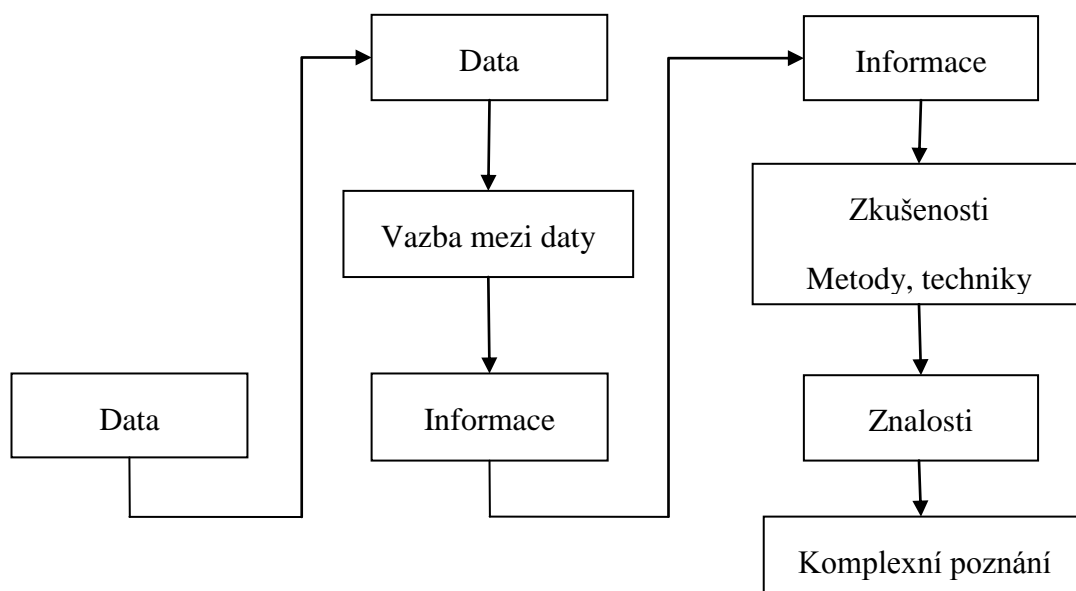 Data
Vazba mezi daty
Informace
Data
Informace
Zkušenosti
Metody, techniky
Znalosti
Komplexní poznání